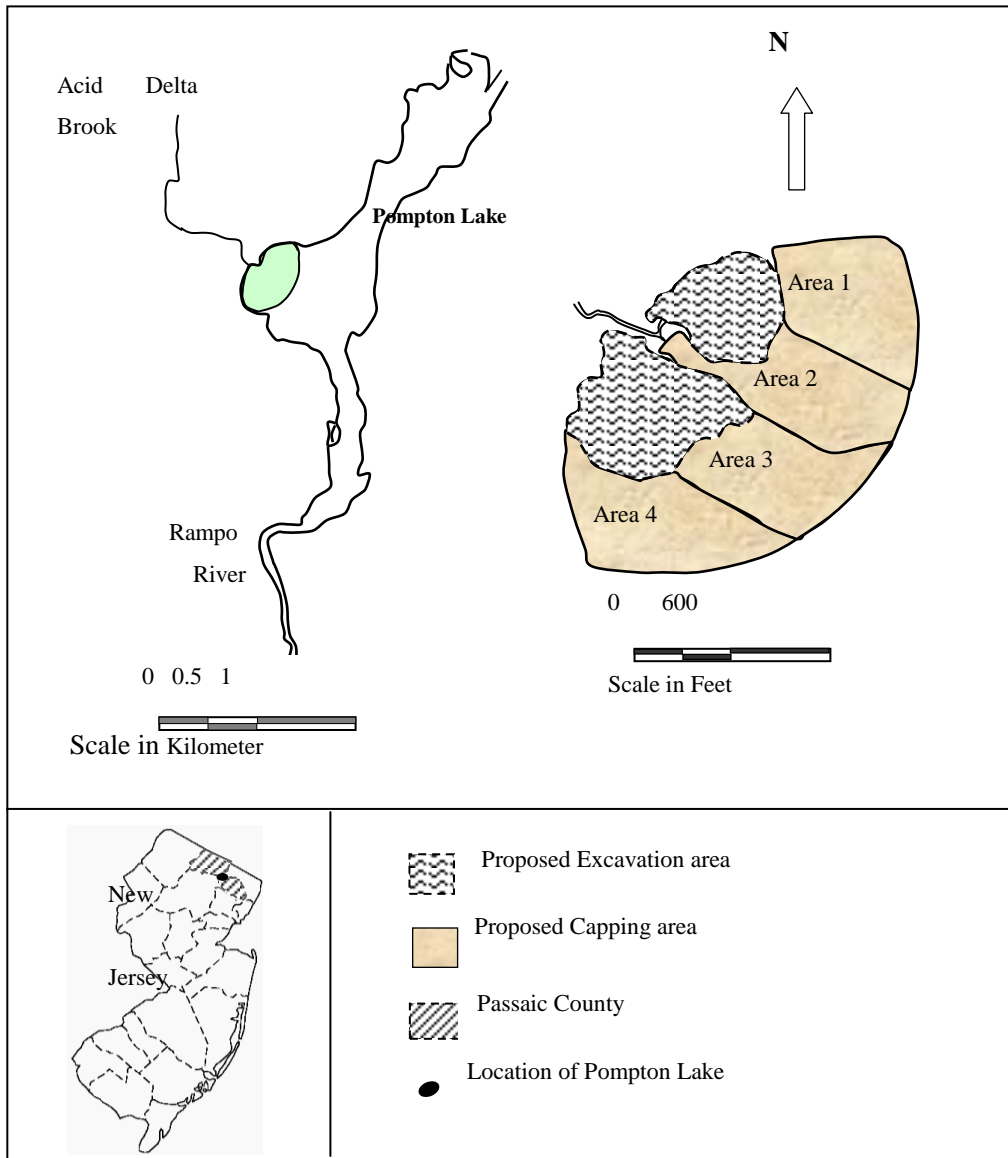 N
Acid Delta
Brook
Pompton Lake
Area 1
Area 2
Area 3
Area 4
Rampo
River
0 600
Scale in Feet
0 0.5 1
Scale in Kilometer
New
Jersey
Proposed Excavation area
Proposed Capping area
Passaic County
Location of Pompton Lake